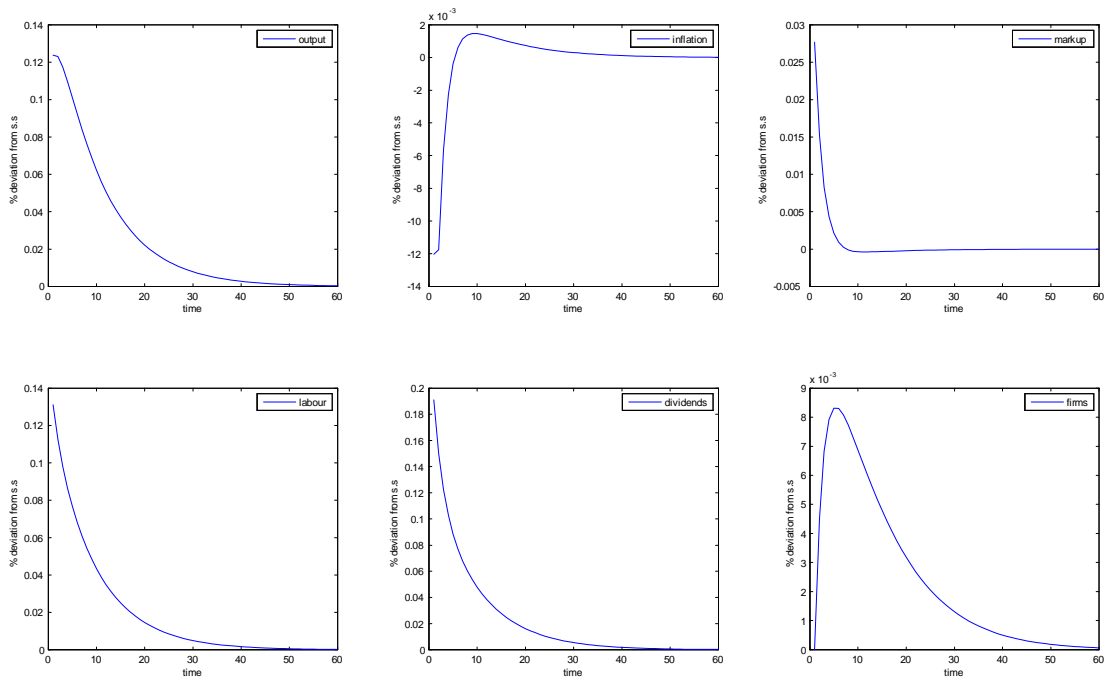 output
% deviation from s.s
0.14
0.12
0.1
0.08
0.06
0.04
0.02
0
0 10 20 30 40 50 60
time
x 10⁻³
inflation
% deviation from s.s
2
0
-2
-4
-6
-8
-10
-12
-14
0 10 20 30 40 50 60
time
markup
% deviation from s.s
0.03
0.025
0.02
0.015
0.01
0.005
0
-0.005
0 10 20 30 40 50 60
time
labour
% deviation from s.s
0.14
0.12
0.1
0.08
0.06
0.04
0.02
0
0 10 20 30 40 50 60
time
dividends
% deviation from s.s
0.2
0.18
0.16
0.14
0.12
0.1
0.08
0.06
0.04
0.02
0
0 10 20 30 40 50 60
time
x 10⁻³
firms
% deviation from s.s
9
8
7
6
5
4
3
2
1
0
0 10 20 30 40 50 60
time